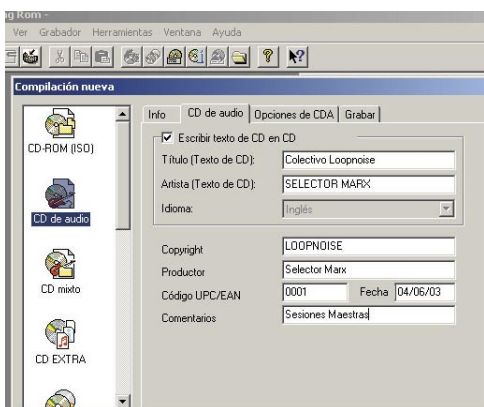 ng Rom -
Ver Grabador Herramientas Ventana Ayuda
Compilación nueva
Info CD de audio Opciones de CDA Grabar
CD-ROM (ISO)
CD de audio
CD mixto
CD EXTRA
Escribir texto de CD en CD
Título (Texto de CD): Colectivo Loopnoise
Artista (Texto de CD): SELECTOR MARX
Idioma: Inglés
Copyright LOOPNOISE
Productor Selector Marx
Código UPC/EAN 0001 Fecha 04/06/03
Comentarios Sesiones Maestras